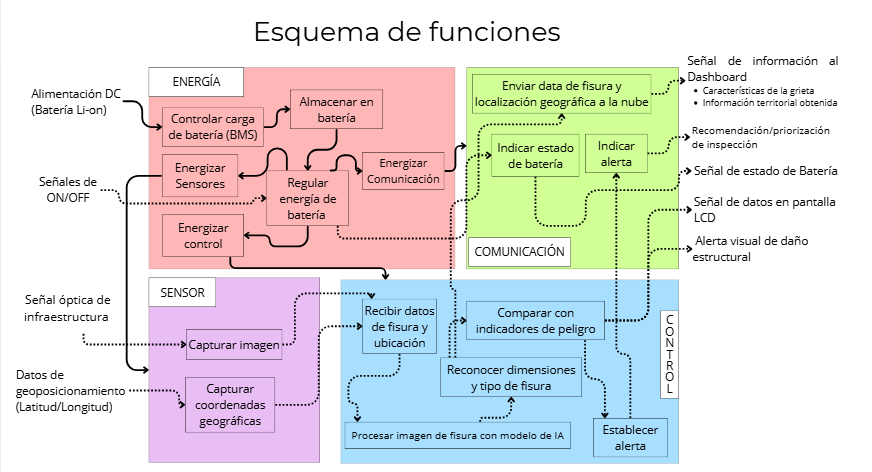 Esquema de funciones
ENERGÍA
Alimentación DC
(Batería Li-on)
Controlar carga
de batería (BMS)
Almacenar en
batería
Energizar
Sensores
Energizar
Comunicación
Señales de
ON/OFF
Regular
energía de
batería
Energizar
control
Enviar data de fisura y
localización geográfica a la nube
Indicar estado
de batería
Indicar
alerta
COMUNICACIÓN
Señal de información al
Dashboard
• Características de la grieta
• Información territorial obtenida
Recomendación/priorización
de inspección
Señal de estado de Batería
Señal de datos en pantalla
LCD
Alerta visual de daño
estructural
SENSOR
Señal óptica de
infraestructura
Capturar imagen
Datos de
geoposicionamiento
(Latitud/Longitud)
Capturar
coordenadas
geográficas
Recibir datos
de fisura y
ubicación
Comparar con
indicadores de peligro
CONTROL
Reconocer dimensiones
y tipo de fisura
Procesar imagen de fisura con modelo de IA
Establecer
alerta